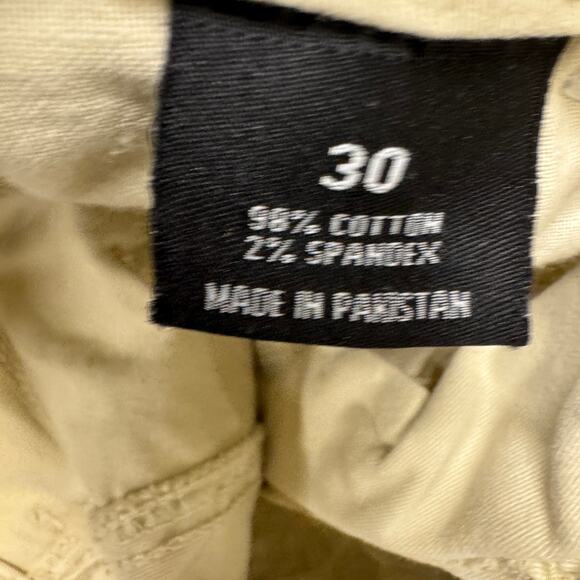 30
98% COTTON
2% SPANDEX
MADE IN PAKISTAN